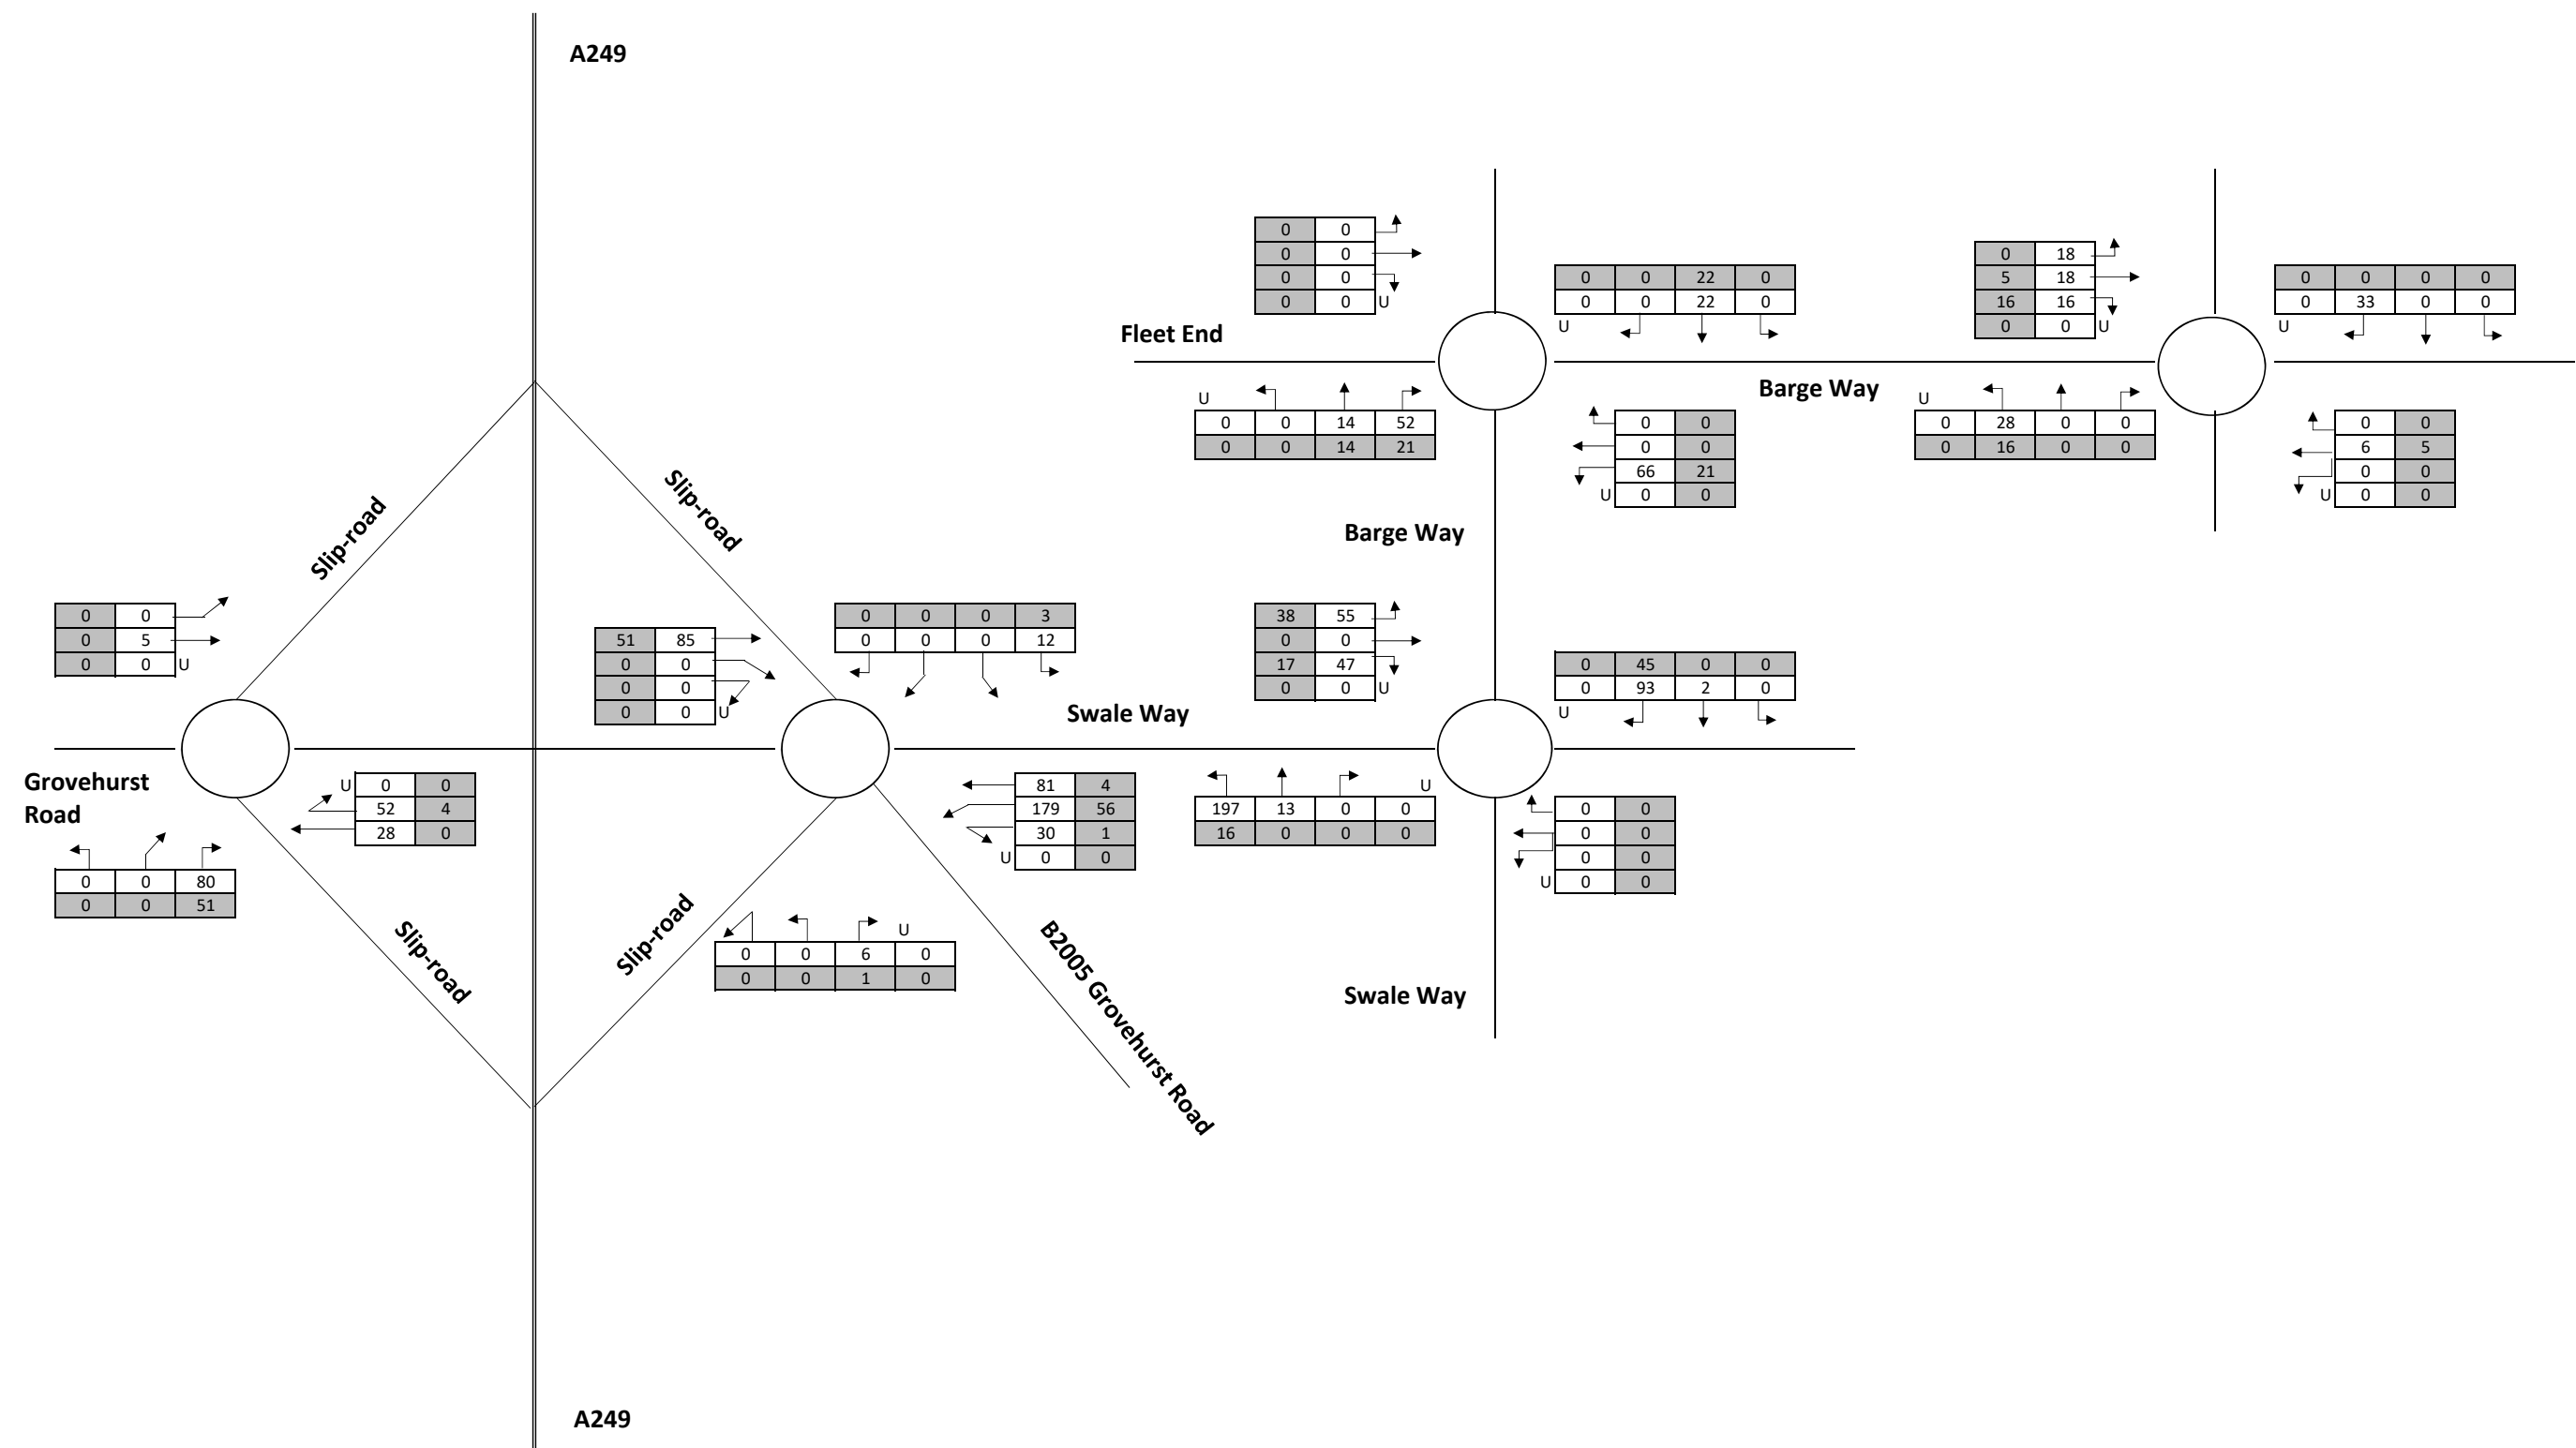 A249
0 0
0 0
0 0
0 0 U
Fleet End
0 0 22 0
0 0 22 0
U
0 18
5 18
16 16
0 0 U
0 0 0 0
0 33 0 0
U
U
0 0 14 52
0 0 14 21
0 0
0 0
66 21
U 0 0
Barge Way
U
0 28 0 0
0 16 0 0
0 0
6 5
0 0
U 0 0
Barge Way
Slip-road
Slip-road
0 0
0 5
0 0 U
51 85
0 0
0 0
0 0 U
0 0 0 3
0 0 0 12
Swale Way
38 55
0 0
17 47
0 0 U
0 45 0 0
0 93 2 0
U
Grovehurst
Road
U 0 0
52 4
28 0
0 0 80
0 0 51
81 4
179 56
30 1
U 0 0
U
197 13 0 0
16 0 0 0
0 0
0 0
0 0
U 0 0
Slip-road
Slip-road
U
0 0 6 0
0 0 1 0
B2005 Grovehurst Road
Swale Way
A249